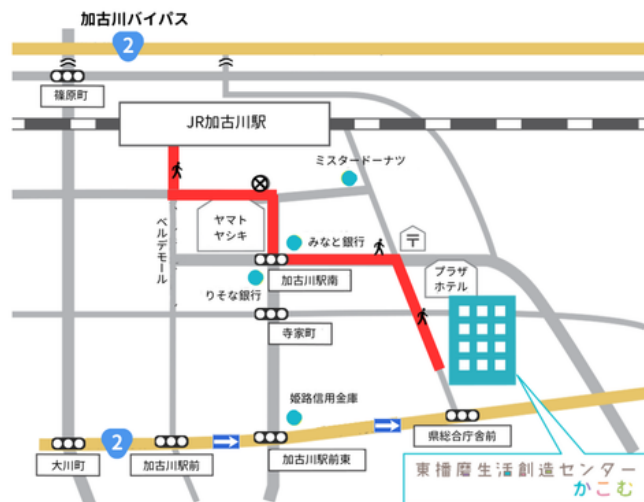 加古川バイパス
2
篠原町
JR加古川駅
ミスタードーナツ
ヤマト
ヤシキ
ベルデモール
みなと銀行
〒
プラザ
ホテル
加古川駅南
りそな銀行
寺家町
姫路信用金庫
2
大川町
加古川駅前
加古川駅前東
県総合庁舎前
東播磨生活創造センター
かこむ